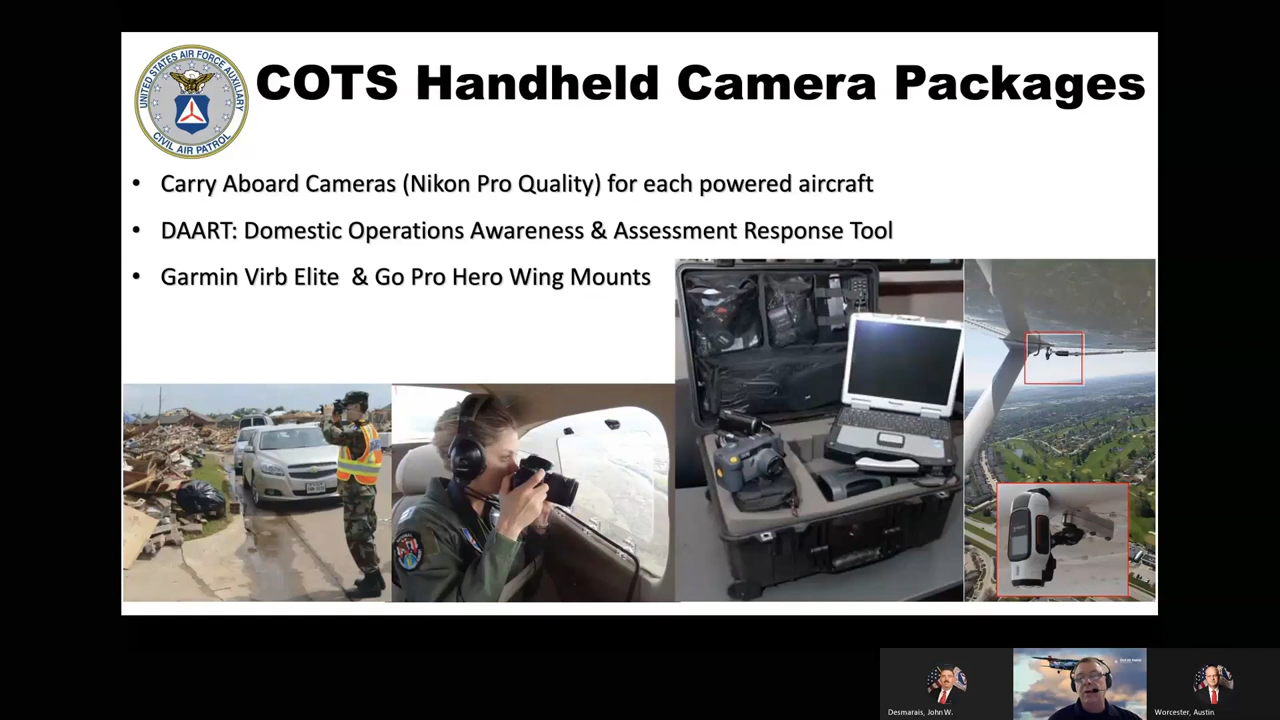 COTS Handheld Camera Packages
UNITED STATES AIR FORCE AUXILIARY
CIVIL AIR PATROL
• Carry Aboard Cameras (Nikon Pro Quality) for each powered aircraft
• DAART: Domestic Operations Awareness & Assessment Response Tool
• Garmin Virb Elite & Go Pro Hero Wing Mounts
Desmarais, John W.
Worcester, Austin